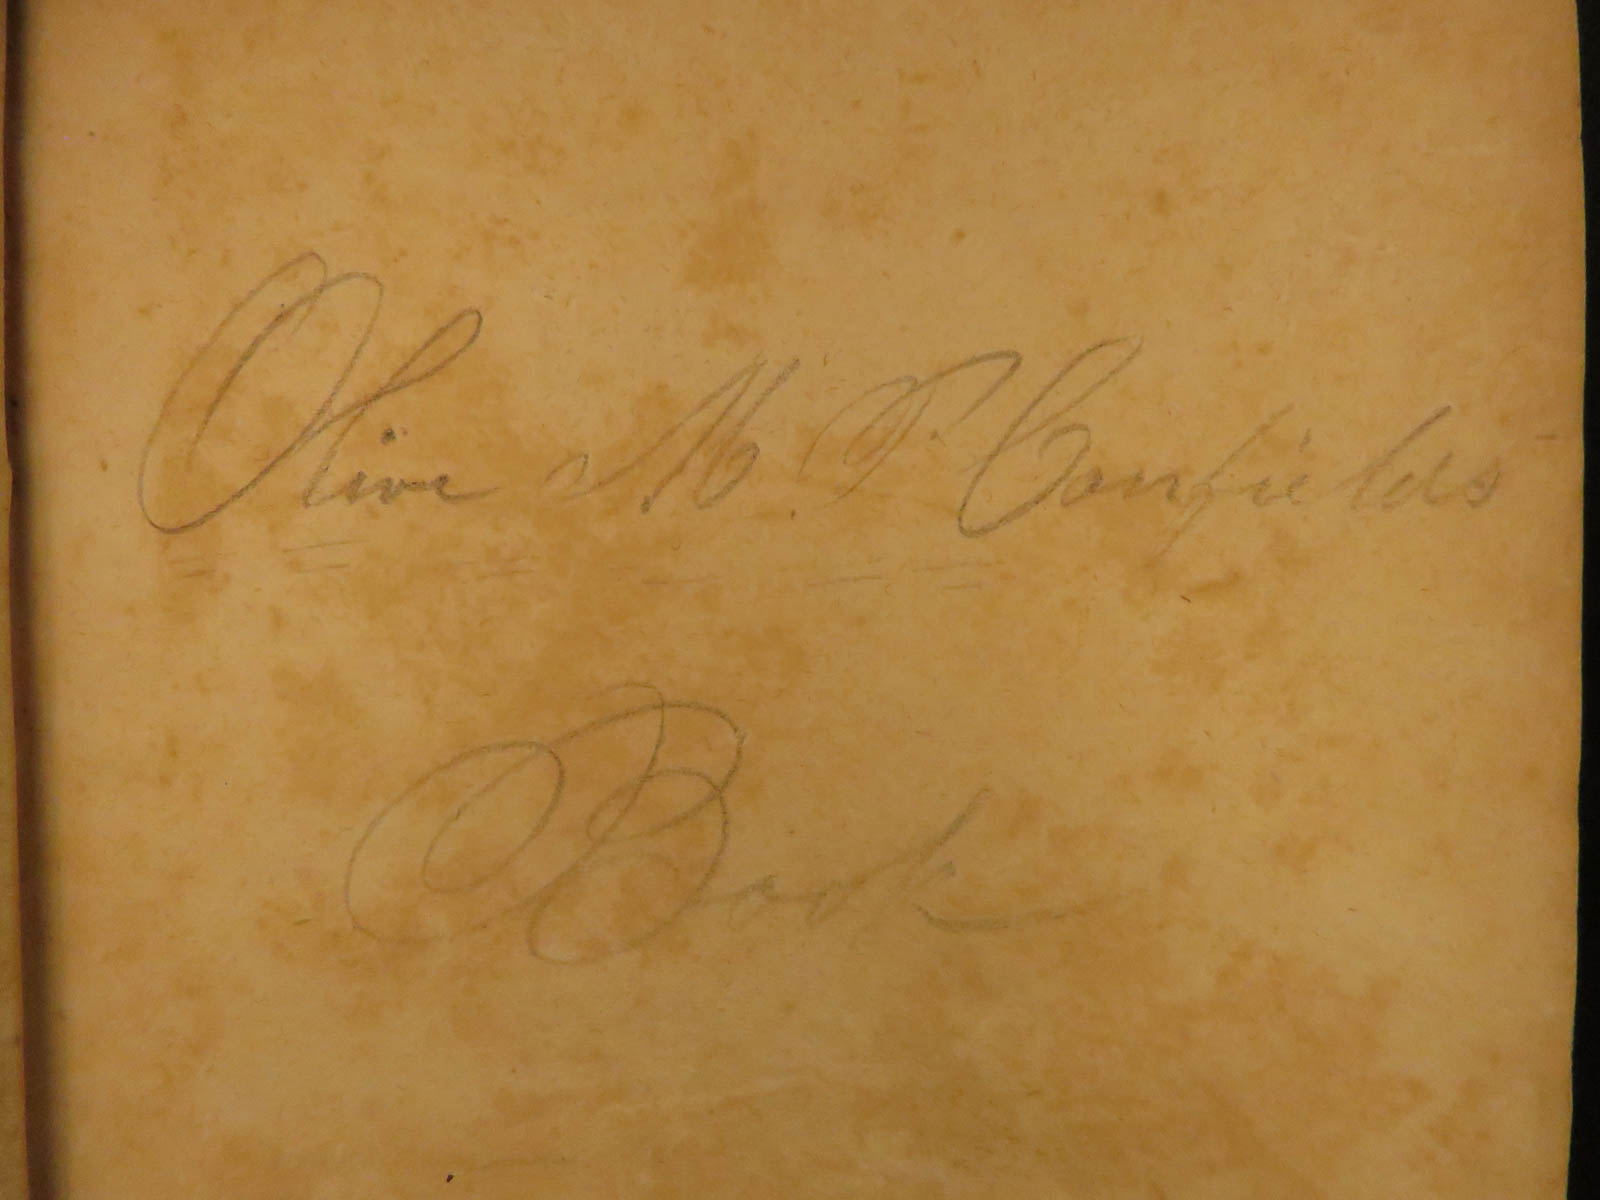 Olive M. P. Canfields
Book